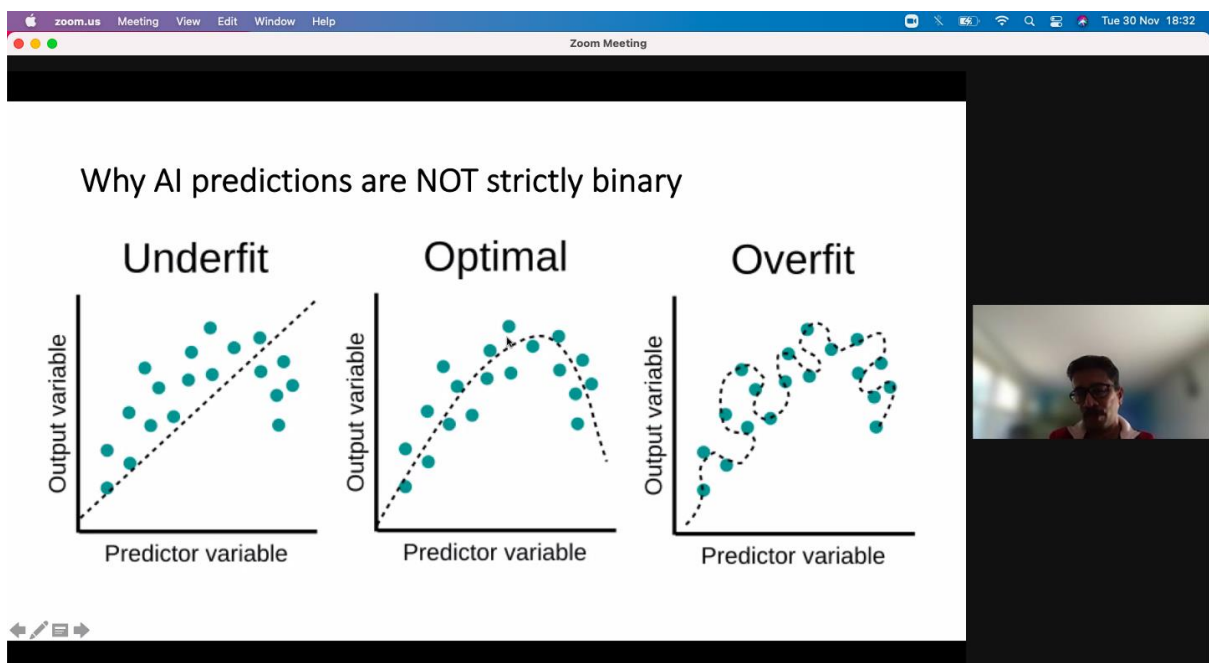 zoom.us Meeting View Edit Window Help Tue 30 Nov 18:32
Zoom Meeting
Why AI predictions are NOT strictly binary
Underfit
Output variable
Predictor variable
Optimal
Output variable
Predictor variable
Overfit
Output variable
Predictor variable